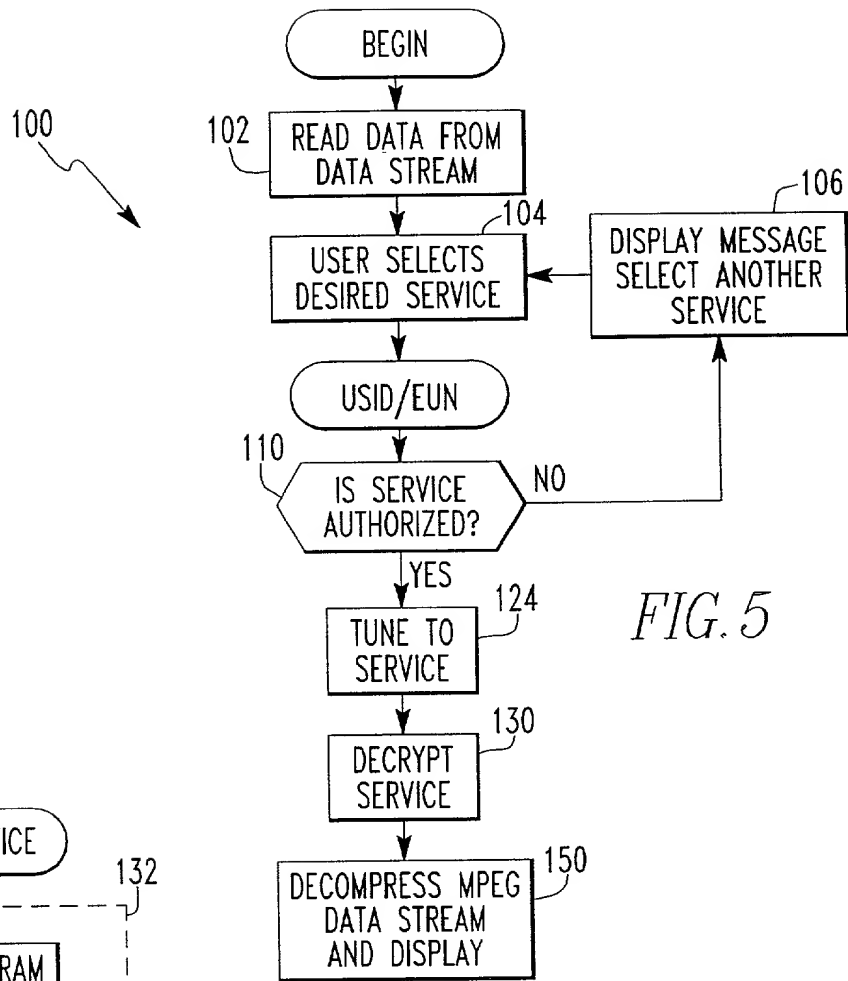 BEGIN
100
102
READ DATA FROM
DATA STREAM
104
USER SELECTS
DESIRED SERVICE
106
DISPLAY MESSAGE
SELECT ANOTHER
SERVICE
USID/EUN
110
IS SERVICE
AUTHORIZED?
NO
YES
124
TUNE TO
SERVICE
FIG. 5
130
DECRYPT
SERVICE
150
DECOMPRESS MPEG
DATA STREAM
AND DISPLAY
ICE
132
RAM